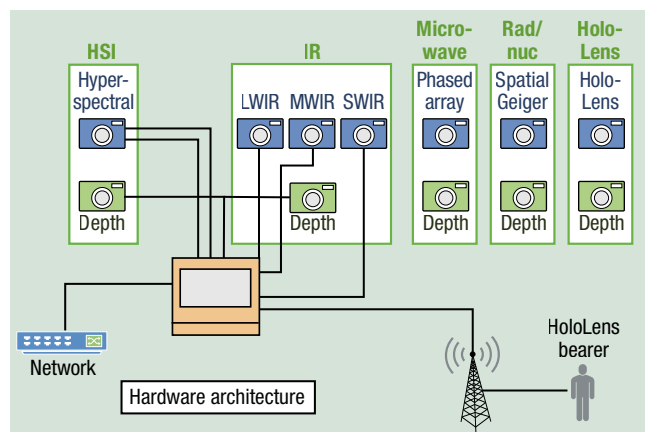 HSI
Hyper-
spectral
Depth
IR
LWIR MWIR SWIR
Depth
Micro-
wave
Phased
array
Depth
Rad/
nuc
Spatial
Geiger
Depth
Holo-
Lens
Holo-
Lens
Depth
Network
Hardware architecture
HoloLens
bearer